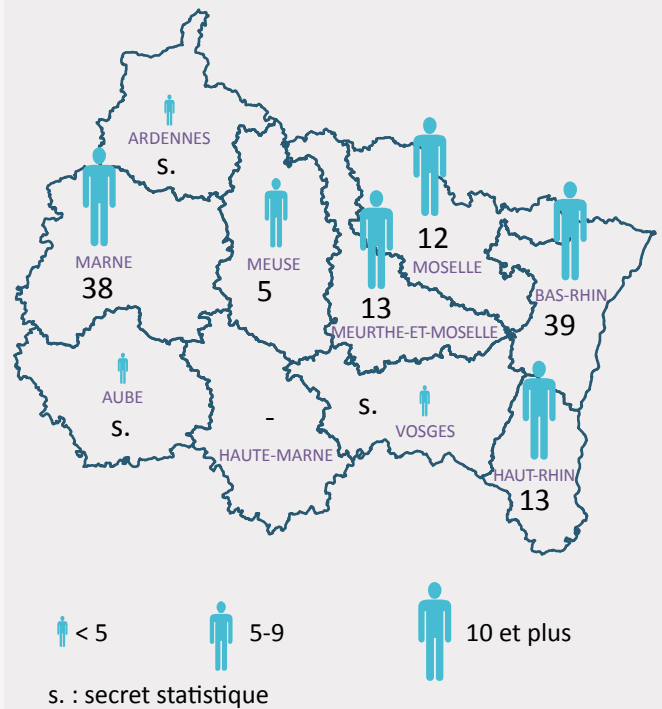 ARDENNES
s.
MARNE
38
MEUSE
5
12
MOSELLE
13
MEURTHE-ET-MOSELLE
BAS-RHIN
39
AUBE
s.
-
HAUTE-MARNE
s.
VOSGES
HAUT-RHIN
13
< 5
5-9
10 et plus
s. : secret statistique